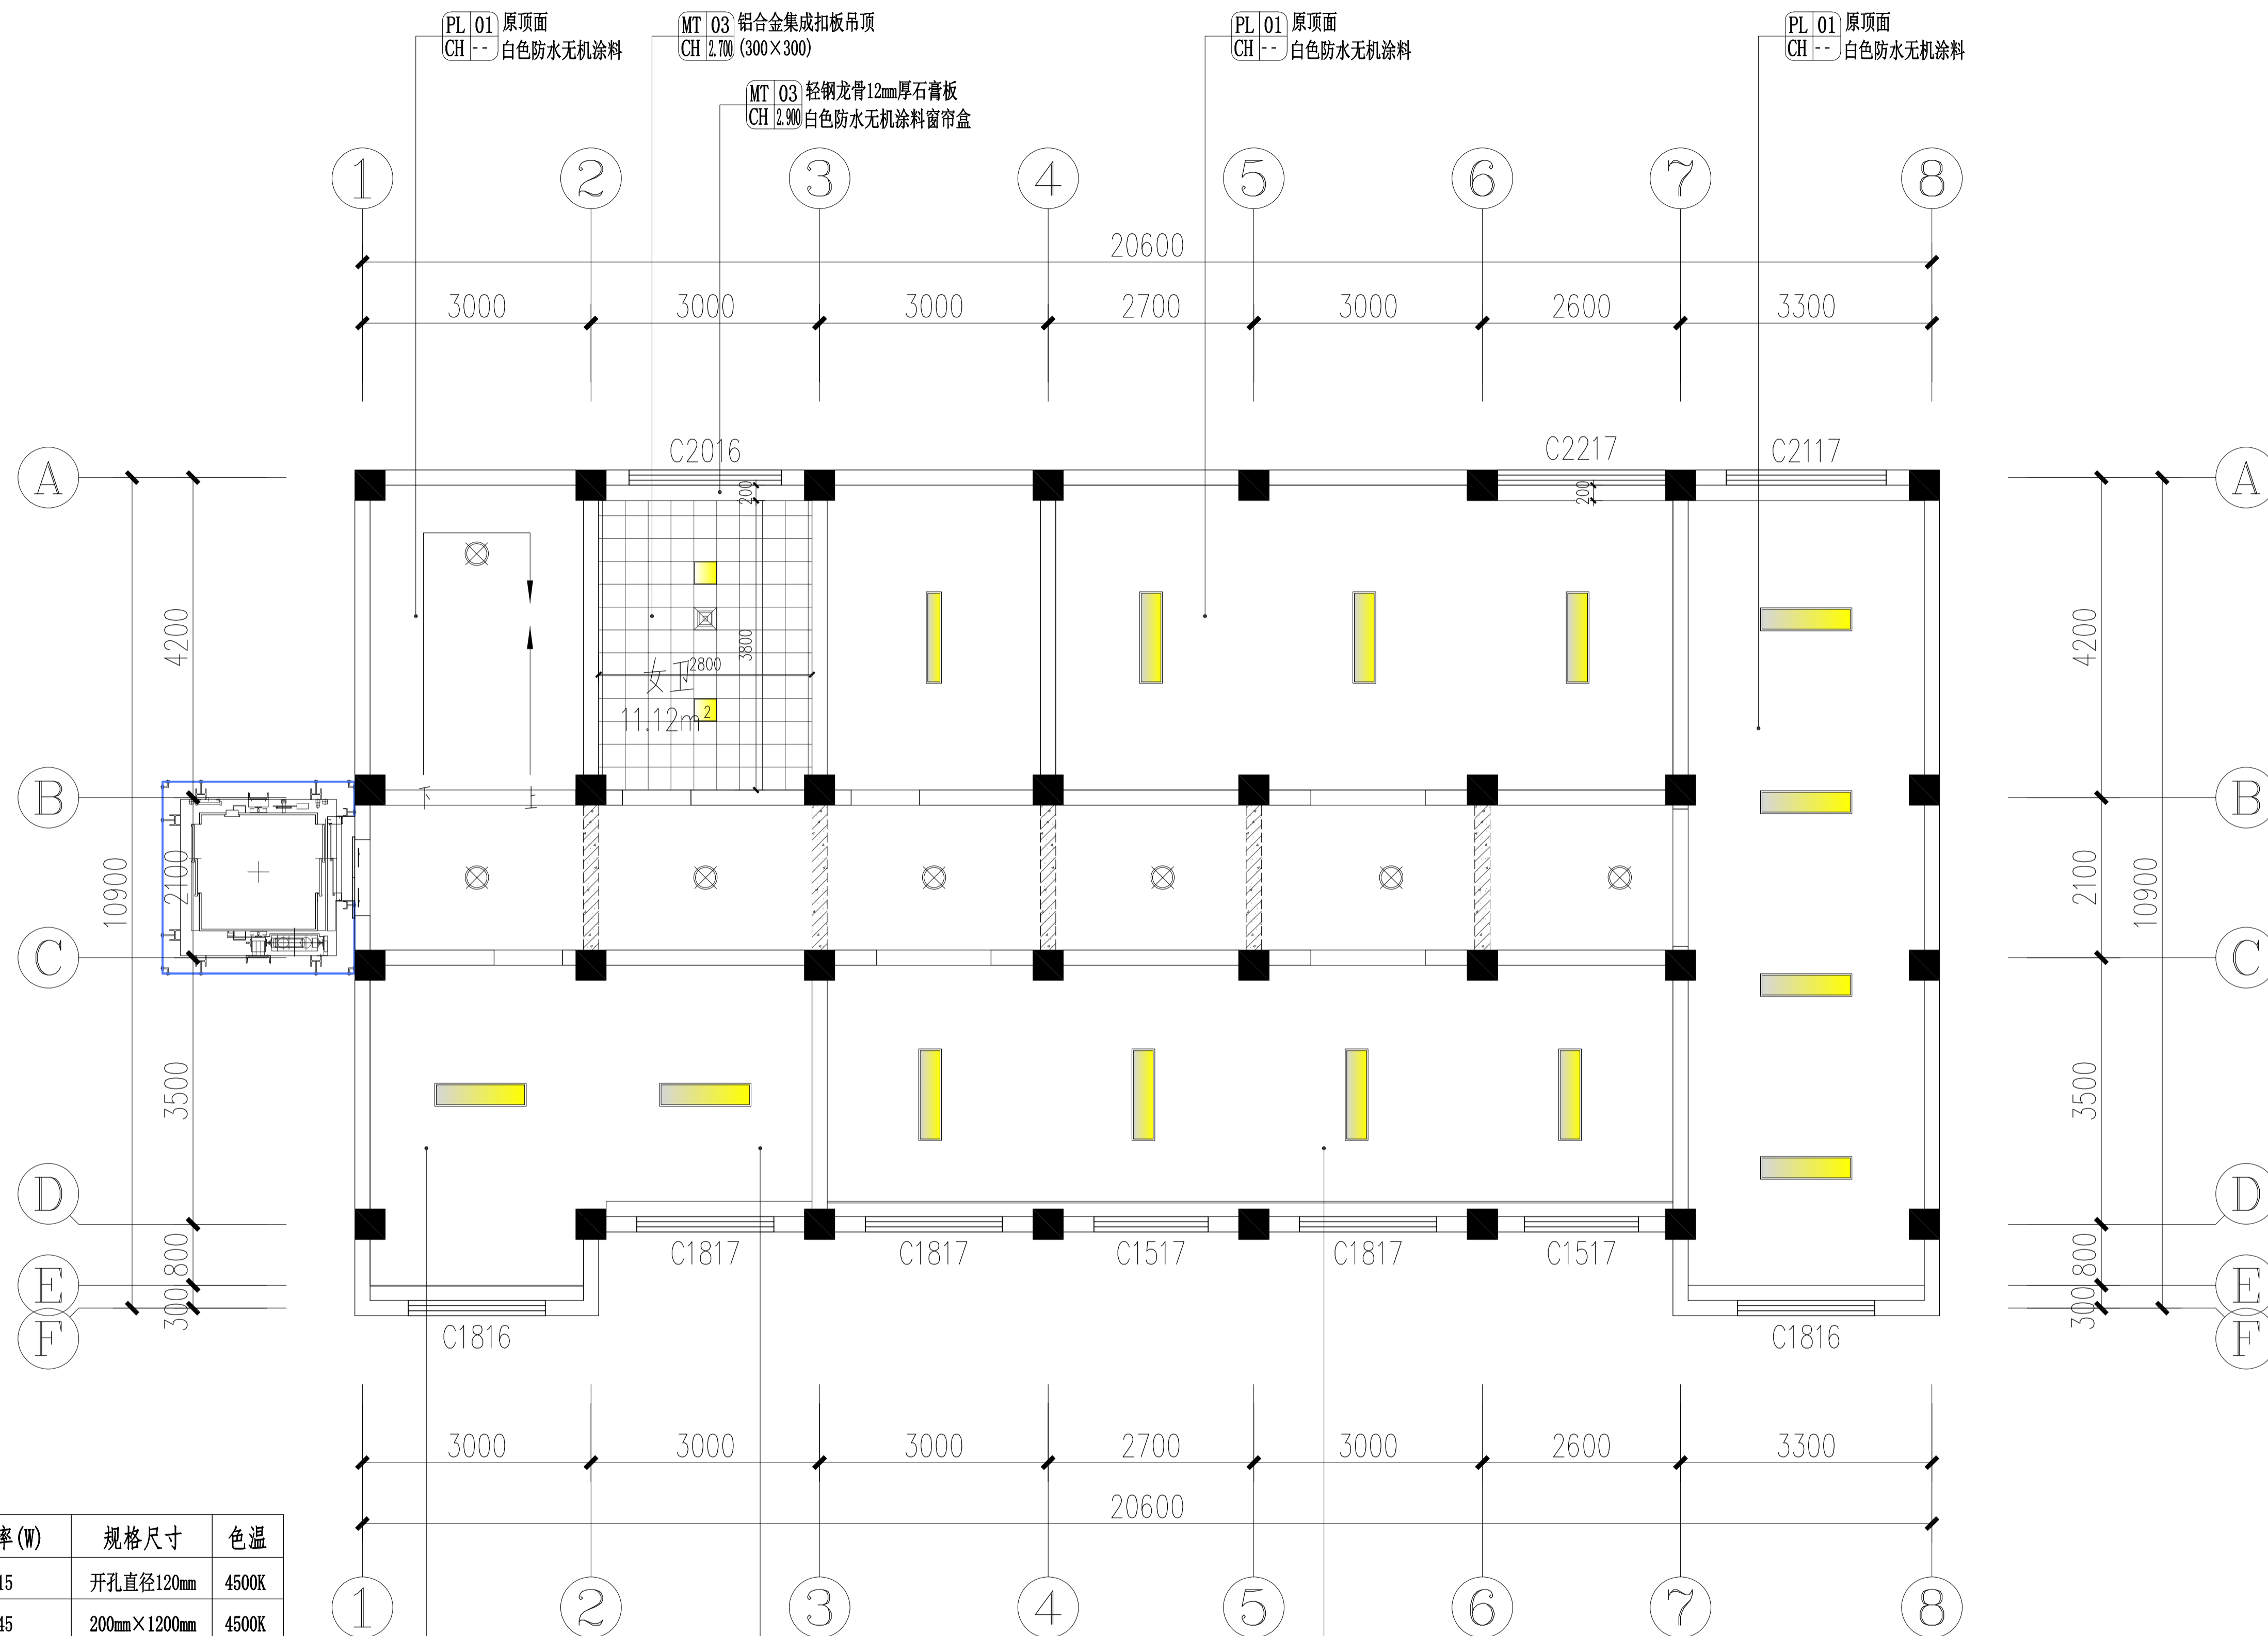 PL 01 原顶面
CH -- 白色防水无机涂料
MT 03 铝合金集成扣板吊顶
CH 2.700 (300×300)
PL 01 原顶面
CH -- 白色防水无机涂料
PL 01 原顶面
CH -- 白色防水无机涂料
MT 03 轻钢龙骨12mm厚石膏板
CH 2.900 白色防水无机涂料窗帘盒
1 2 3 4 5 6 7 8
20600
3000 3000 3000 2700 3000 2600 3300
C2016 C2217 C2117
A A
200 200
4200 4200
3800
2800
女卫
11.12m²
B B
下 上
10900 2100 2100 10900
C C
3500 3500
D D
C1817 C1817 C1517 C1817 C1517
800 800
E E
300 300
F F
C1816 C1816
3000 3000 3000 2700 3000 2600 3300
20600
率(W) 规格尺寸 色温
15 开孔直径120mm 4500K
45 200mm×1200mm 4500K
1 2 3 4 5 6 7 8